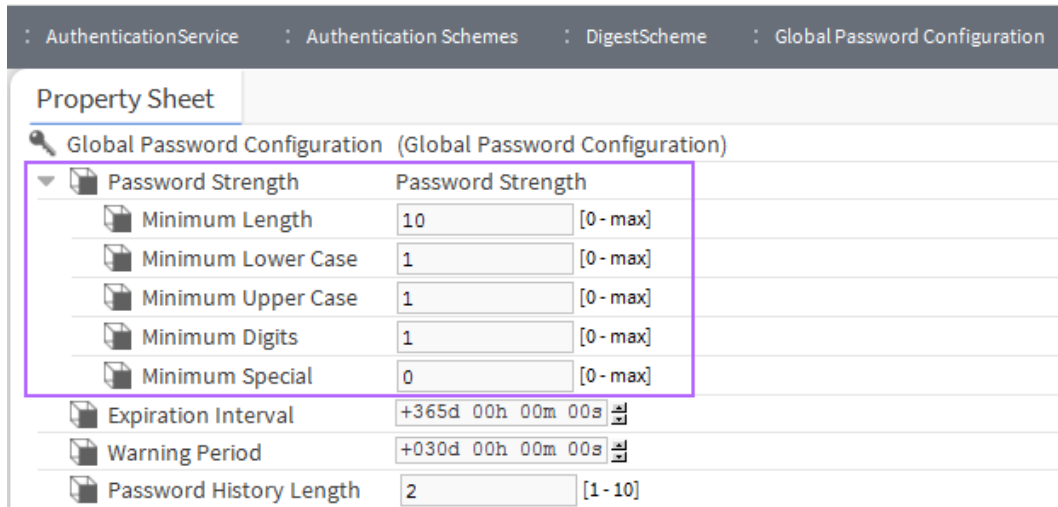 : AuthenticationService : Authentication Schemes : DigestScheme : Global Password Configuration
Property Sheet
Global Password Configuration (Global Password Configuration)
Password Strength Password Strength
Minimum Length 10 [0 - max]
Minimum Lower Case 1 [0 - max]
Minimum Upper Case 1 [0 - max]
Minimum Digits 1 [0 - max]
Minimum Special 0 [0 - max]
Expiration Interval +365d 00h 00m 00s
Warning Period +030d 00h 00m 00s
Password History Length 2 [1 - 10]